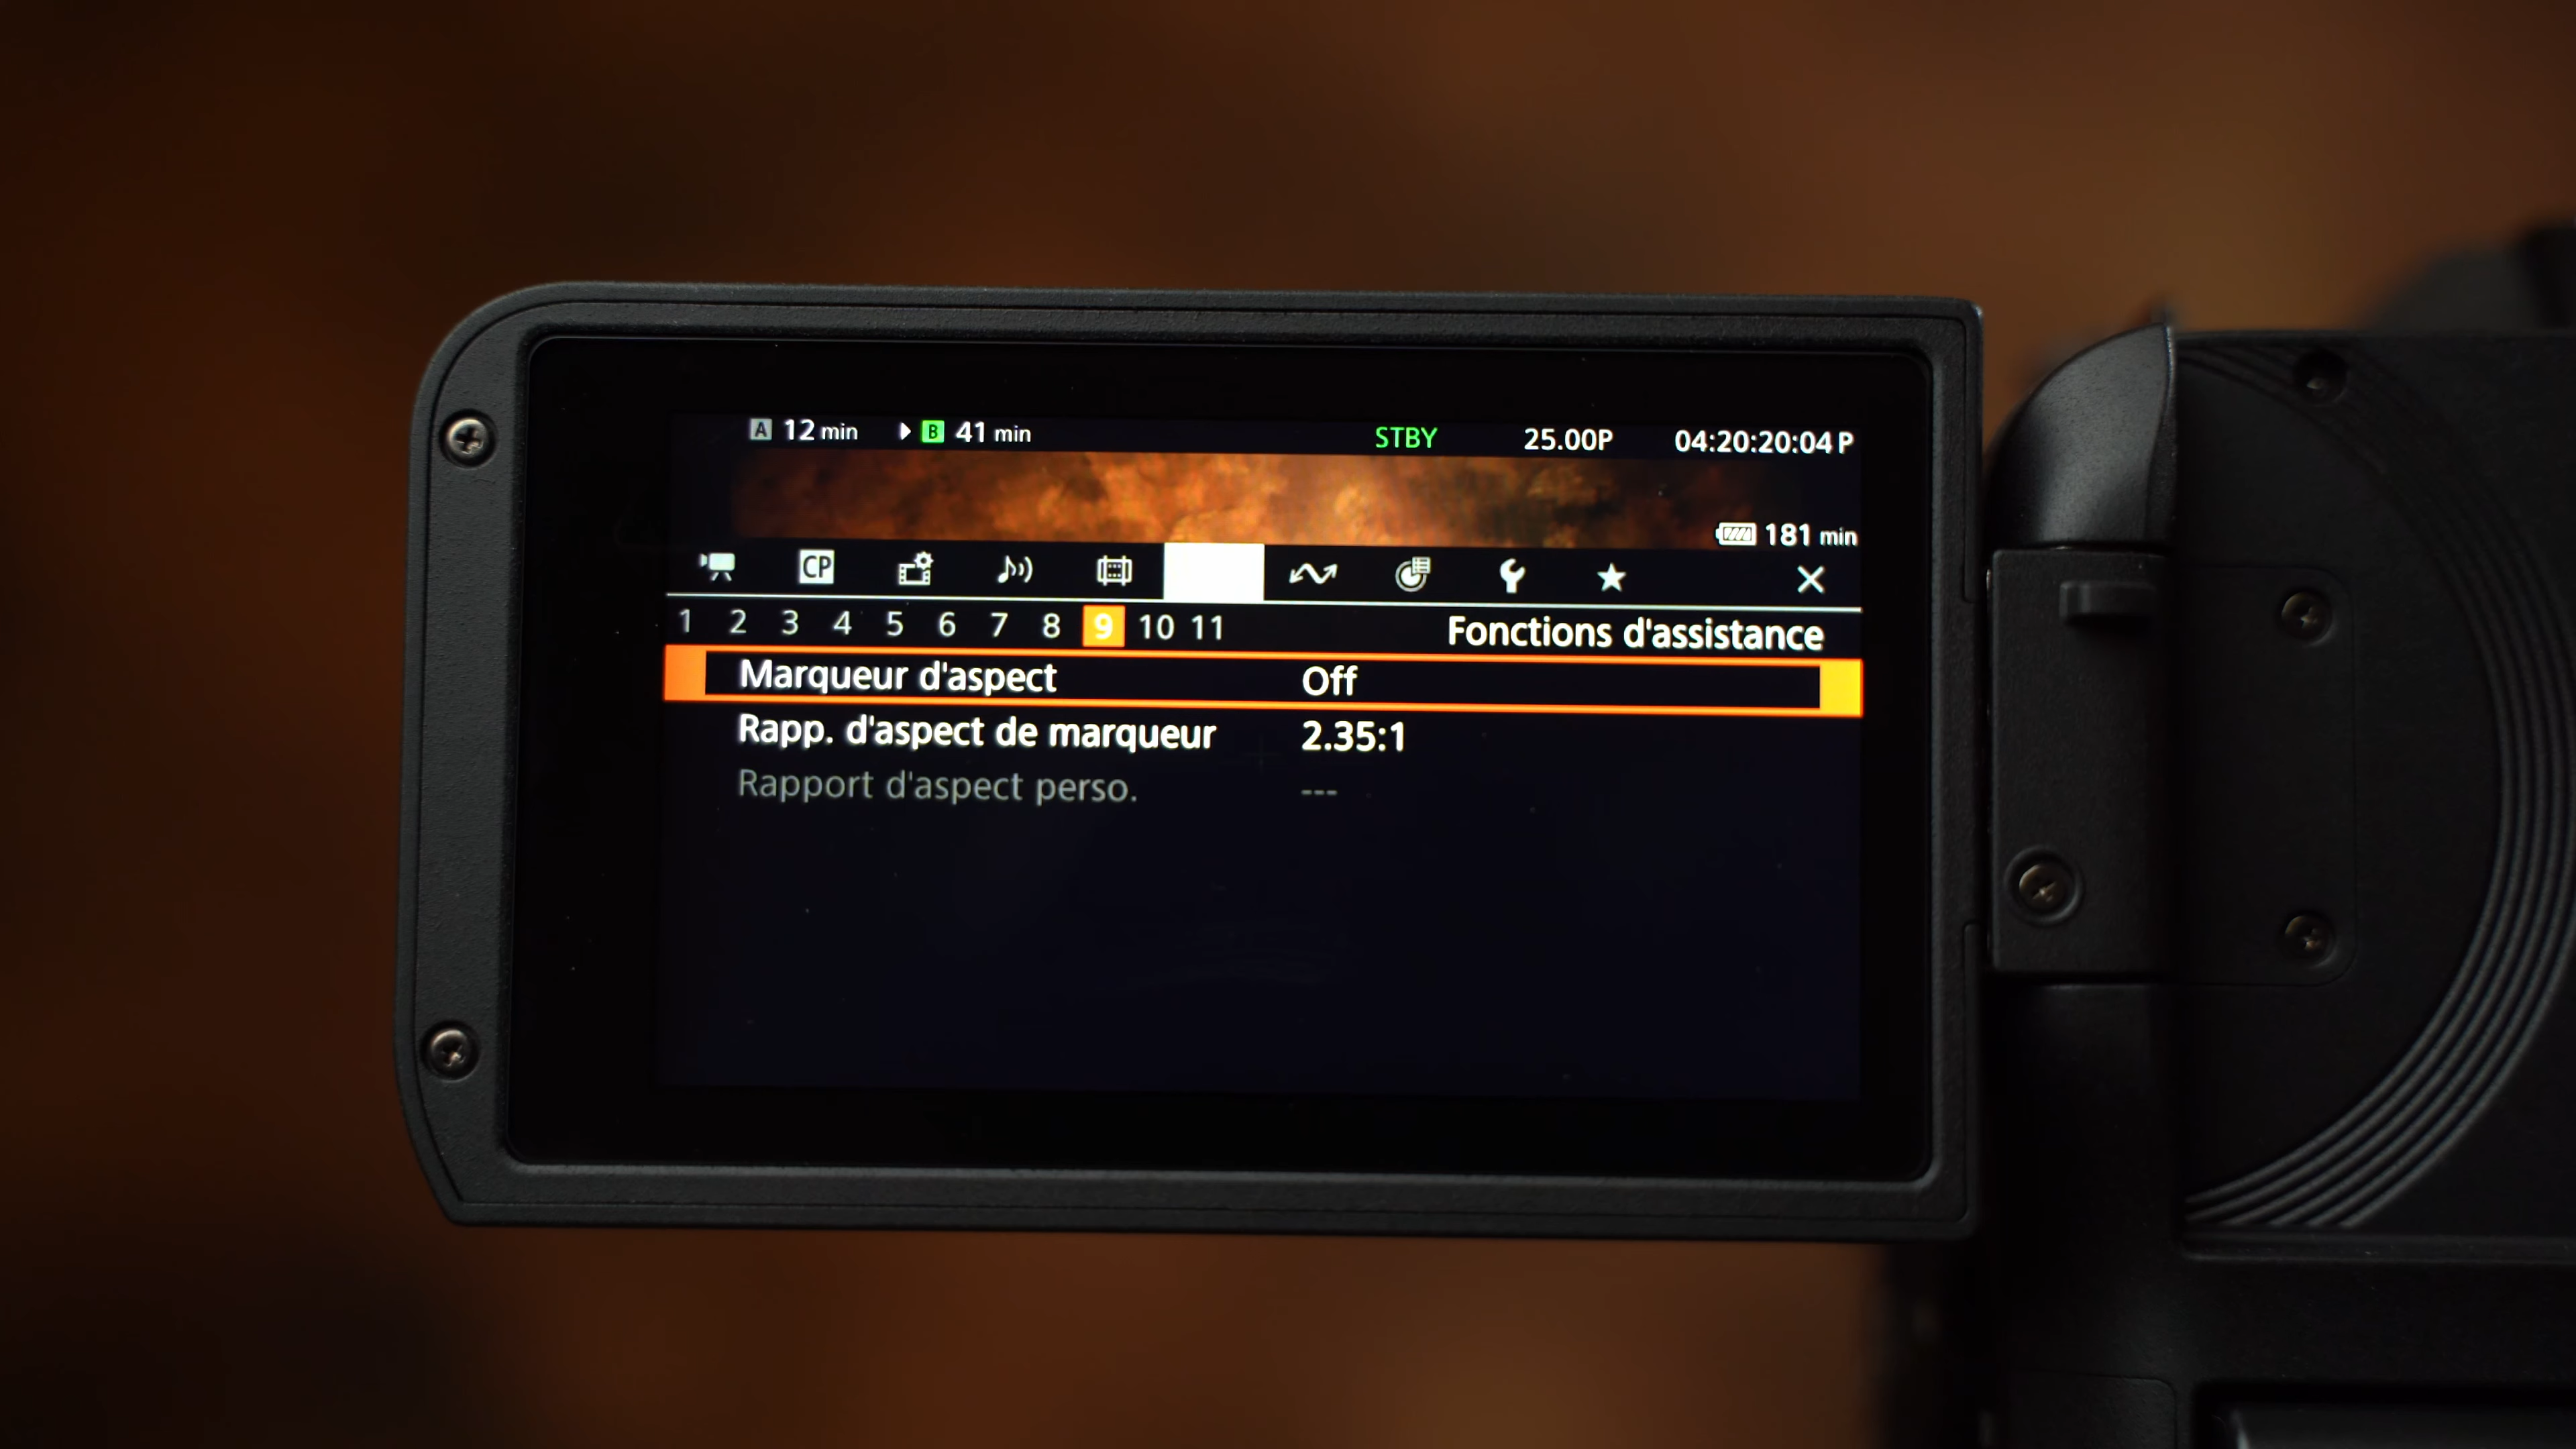 A 12 min B 41 min STBY 25.00P 04:20:20:04 P
181 min
CP
1 2 3 4 5 6 7 8 9 10 11 Fonctions d'assistance
Marqueur d'aspect Off
Rapp. d'aspect de marqueur 2.35:1
Rapport d'aspect perso. ---